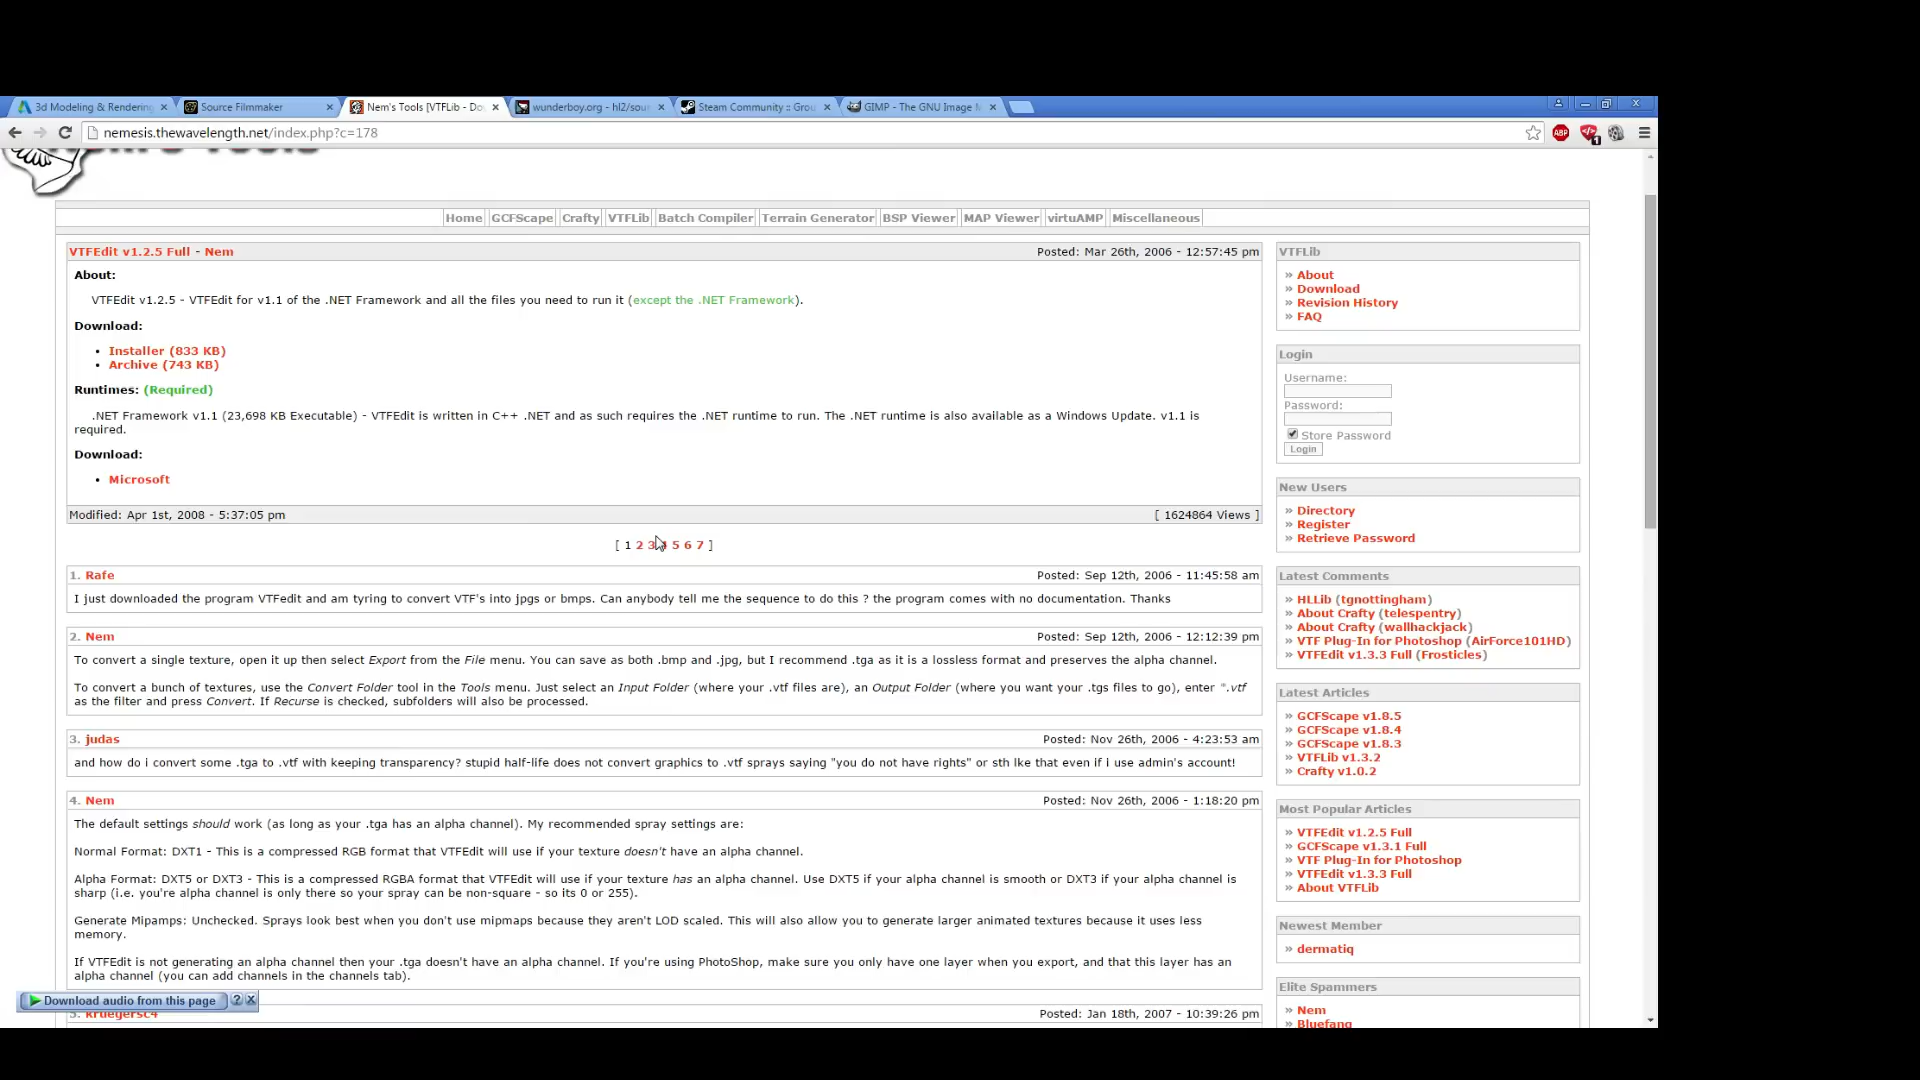 3d Modeling & Rendering
Source Filmmaker
Nem's Tools [VTFLib - Do
wunderboy.org - hl2/sou
Steam Community :: Grou
GIMP - The GNU Image M
nemesis.thewavelength.net/index.php?c=178
ABP
1
Home GCFScape Crafty VTFLib Batch Compiler Terrain Generator BSP Viewer MAP Viewer virtuAMP Miscellaneous
VTFEdit v1.2.5 Full - Nem
Posted: Mar 26th, 2006 - 12:57:45 pm
About:
VTFEdit v1.2.5 - VTFEdit for v1.1 of the .NET Framework and all the files you need to run it (except the .NET Framework).
Download:
• Installer (833 KB)
• Archive (743 KB)
Runtimes: (Required)
.NET Framework v1.1 (23,698 KB Executable) - VTFEdit is written in C++ .NET and as such requires the .NET runtime to run. The .NET runtime is also available as a Windows Update. v1.1 is
required.
Download:
• Microsoft
Modified: Apr 1st, 2008 - 5:37:05 pm
[ 1624864 Views ]
[ 1 2 3 4 5 6 7 ]
1. Rafe
Posted: Sep 12th, 2006 - 11:45:58 am
I just downloaded the program VTFedit and am tyring to convert VTF's into jpgs or bmps. Can anybody tell me the sequence to do this ? the program comes with no documentation. Thanks
2. Nem
Posted: Sep 12th, 2006 - 12:12:39 pm
To convert a single texture, open it up then select Export from the File menu. You can save as both .bmp and .jpg, but I recommend .tga as it is a lossless format and preserves the alpha channel.
To convert a bunch of textures, use the Convert Folder tool in the Tools menu. Just select an Input Folder (where your .vtf files are), an Output Folder (where you want your .tgs files to go), enter *.vtf
as the filter and press Convert. If Recurse is checked, subfolders will also be processed.
3. judas
Posted: Nov 26th, 2006 - 4:23:53 am
and how do i convert some .tga to .vtf with keeping transparency? stupid half-life does not convert graphics to .vtf sprays saying "you do not have rights" or sth lke that even if i use admin's account!
4. Nem
Posted: Nov 26th, 2006 - 1:18:20 pm
The default settings should work (as long as your .tga has an alpha channel). My recommended spray settings are:
Normal Format: DXT1 - This is a compressed RGB format that VTFEdit will use if your texture doesn't have an alpha channel.
Alpha Format: DXT5 or DXT3 - This is a compressed RGBA format that VTFEdit will use if your texture has an alpha channel. Use DXT5 if your alpha channel is smooth or DXT3 if your alpha channel is
sharp (i.e. you're alpha channel is only there so your spray can be non-square - so its 0 or 255).
Generate Mipamps: Unchecked. Sprays look best when you don't use mipmaps because they aren't LOD scaled. This will also allow you to generate larger animated textures because it uses less
memory.
If VTFEdit is not generating an alpha channel then your .tga doesn't have an alpha channel. If you're using PhotoShop, make sure you only have one layer when you export, and that this layer has an
alpha channel (you can add channels in the channels tab).
5. kruegersc4
Posted: Jan 18th, 2007 - 10:39:26 pm
Download audio from this page ? X
VTFLib
» About
» Download
» Revision History
» FAQ
Login
Username:
Password:
Store Password
Login
New Users
» Directory
» Register
» Retrieve Password
Latest Comments
» HLLib (tgnottingham)
» About Crafty (telespentry)
» About Crafty (wallhackjack)
» VTF Plug-In for Photoshop (AirForce101HD)
» VTFEdit v1.3.3 Full (Frosticles)
Latest Articles
» GCFScape v1.8.5
» GCFScape v1.8.4
» GCFScape v1.8.3
» VTFLib v1.3.2
» Crafty v1.0.2
Most Popular Articles
» VTFEdit v1.2.5 Full
» GCFScape v1.3.1 Full
» VTF Plug-In for Photoshop
» VTFEdit v1.3.3 Full
» About VTFLib
Newest Member
» dermatiq
Elite Spammers
» Nem
» Bluefang